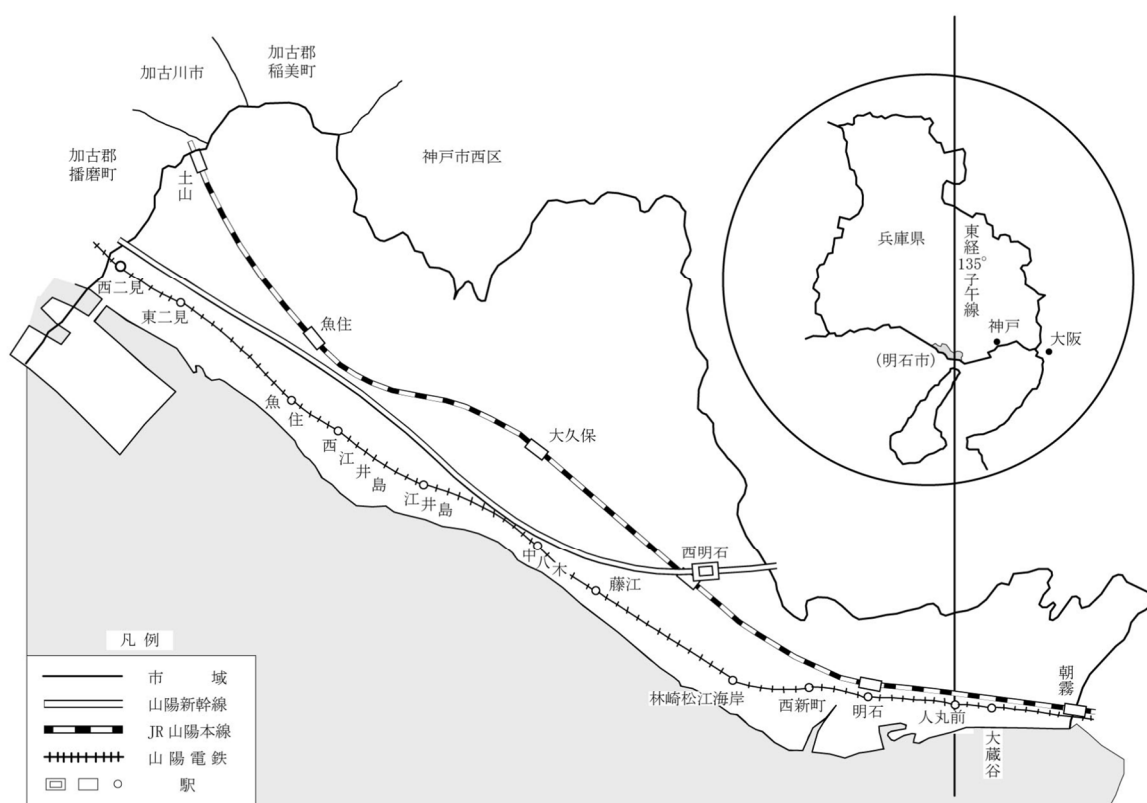 加古郡
稲美町
加古川市
加古郡
播磨町
神戸市西区
土山
西二見
東二見
魚住
魚住
西江井島
江井島
大久保
中八木
藤江
西明石
林崎松江海岸
西新町
明石
人丸前
大蔵谷
朝霧
兵庫県
東経135°子午線
神戸
大阪
(明石市)
凡例
市域
山陽新幹線
JR山陽本線
山陽電鉄
駅